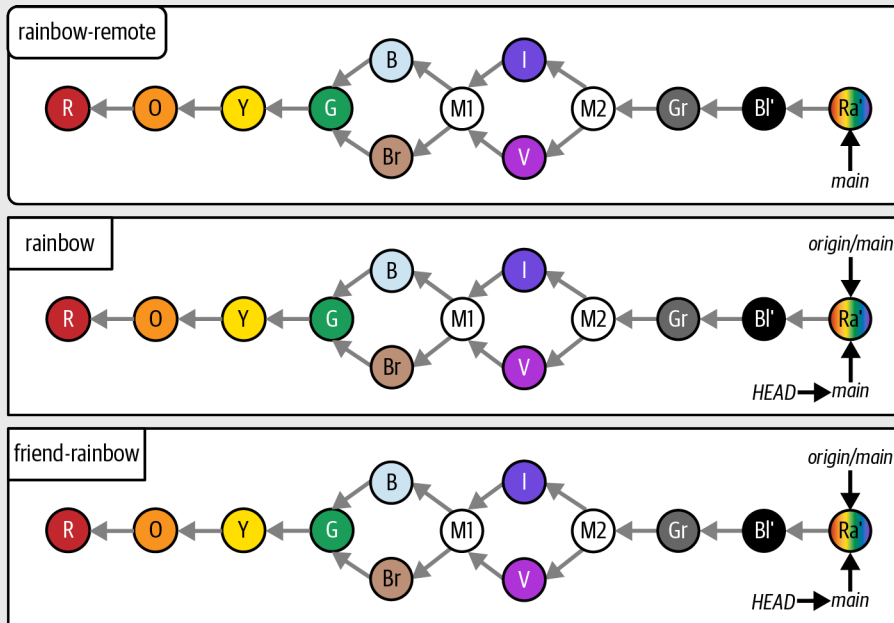 rainbow-remote
B I
R O Y G M1 M2 Gr Bl' Ra'
Br V
main
rainbow
origin/main
B I
R O Y G M1 M2 Gr Bl' Ra'
Br V
HEAD main
friend-rainbow
origin/main
B I
R O Y G M1 M2 Gr Bl' Ra'
Br V
HEAD main